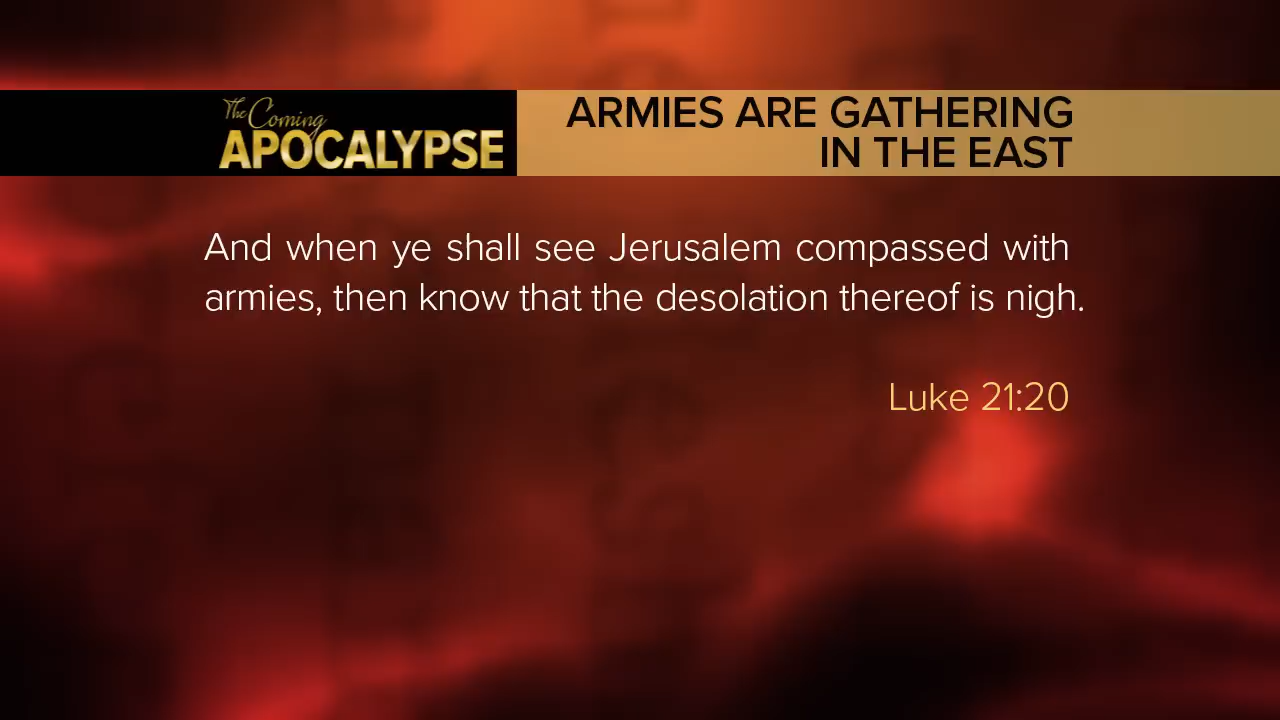 The Coming
APOCALYPSE
ARMIES ARE GATHERING
IN THE EAST
And when ye shall see Jerusalem compassed with
armies, then know that the desolation thereof is nigh.
Luke 21:20